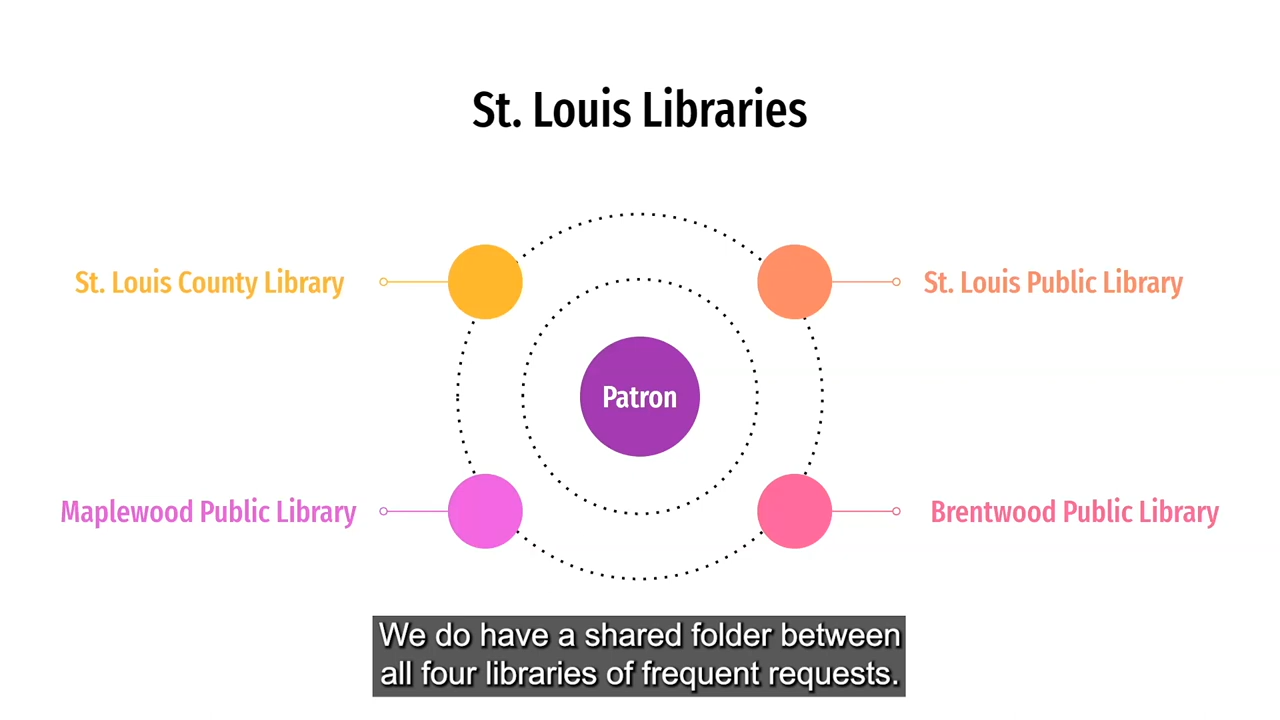 St. Louis Libraries
St. Louis County Library
St. Louis Public Library
Patron
Maplewood Public Library
Brentwood Public Library
We do have a shared folder between
all four libraries of frequent requests.